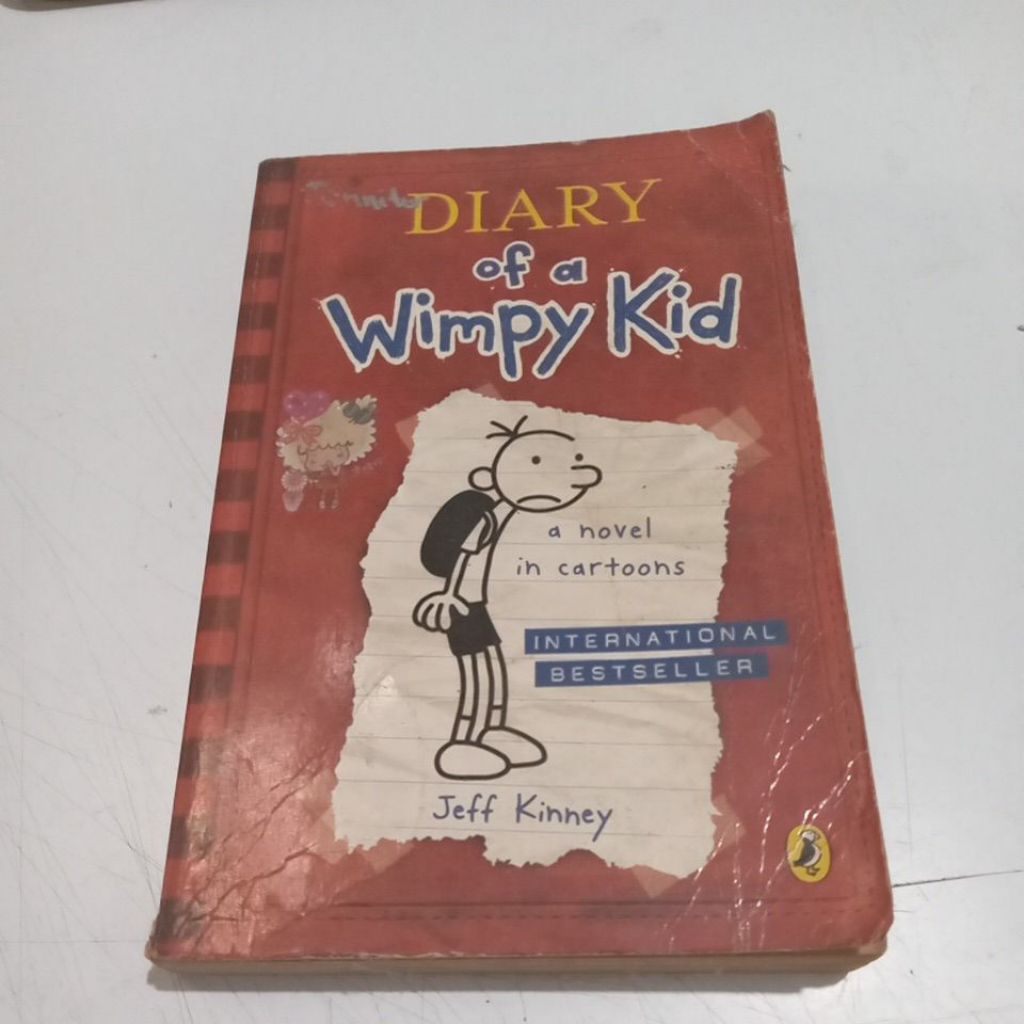 DIARY
of a
Wimpy Kid
a novel
in cartoons
INTERNATIONAL
BESTSELLER
Jeff Kinney